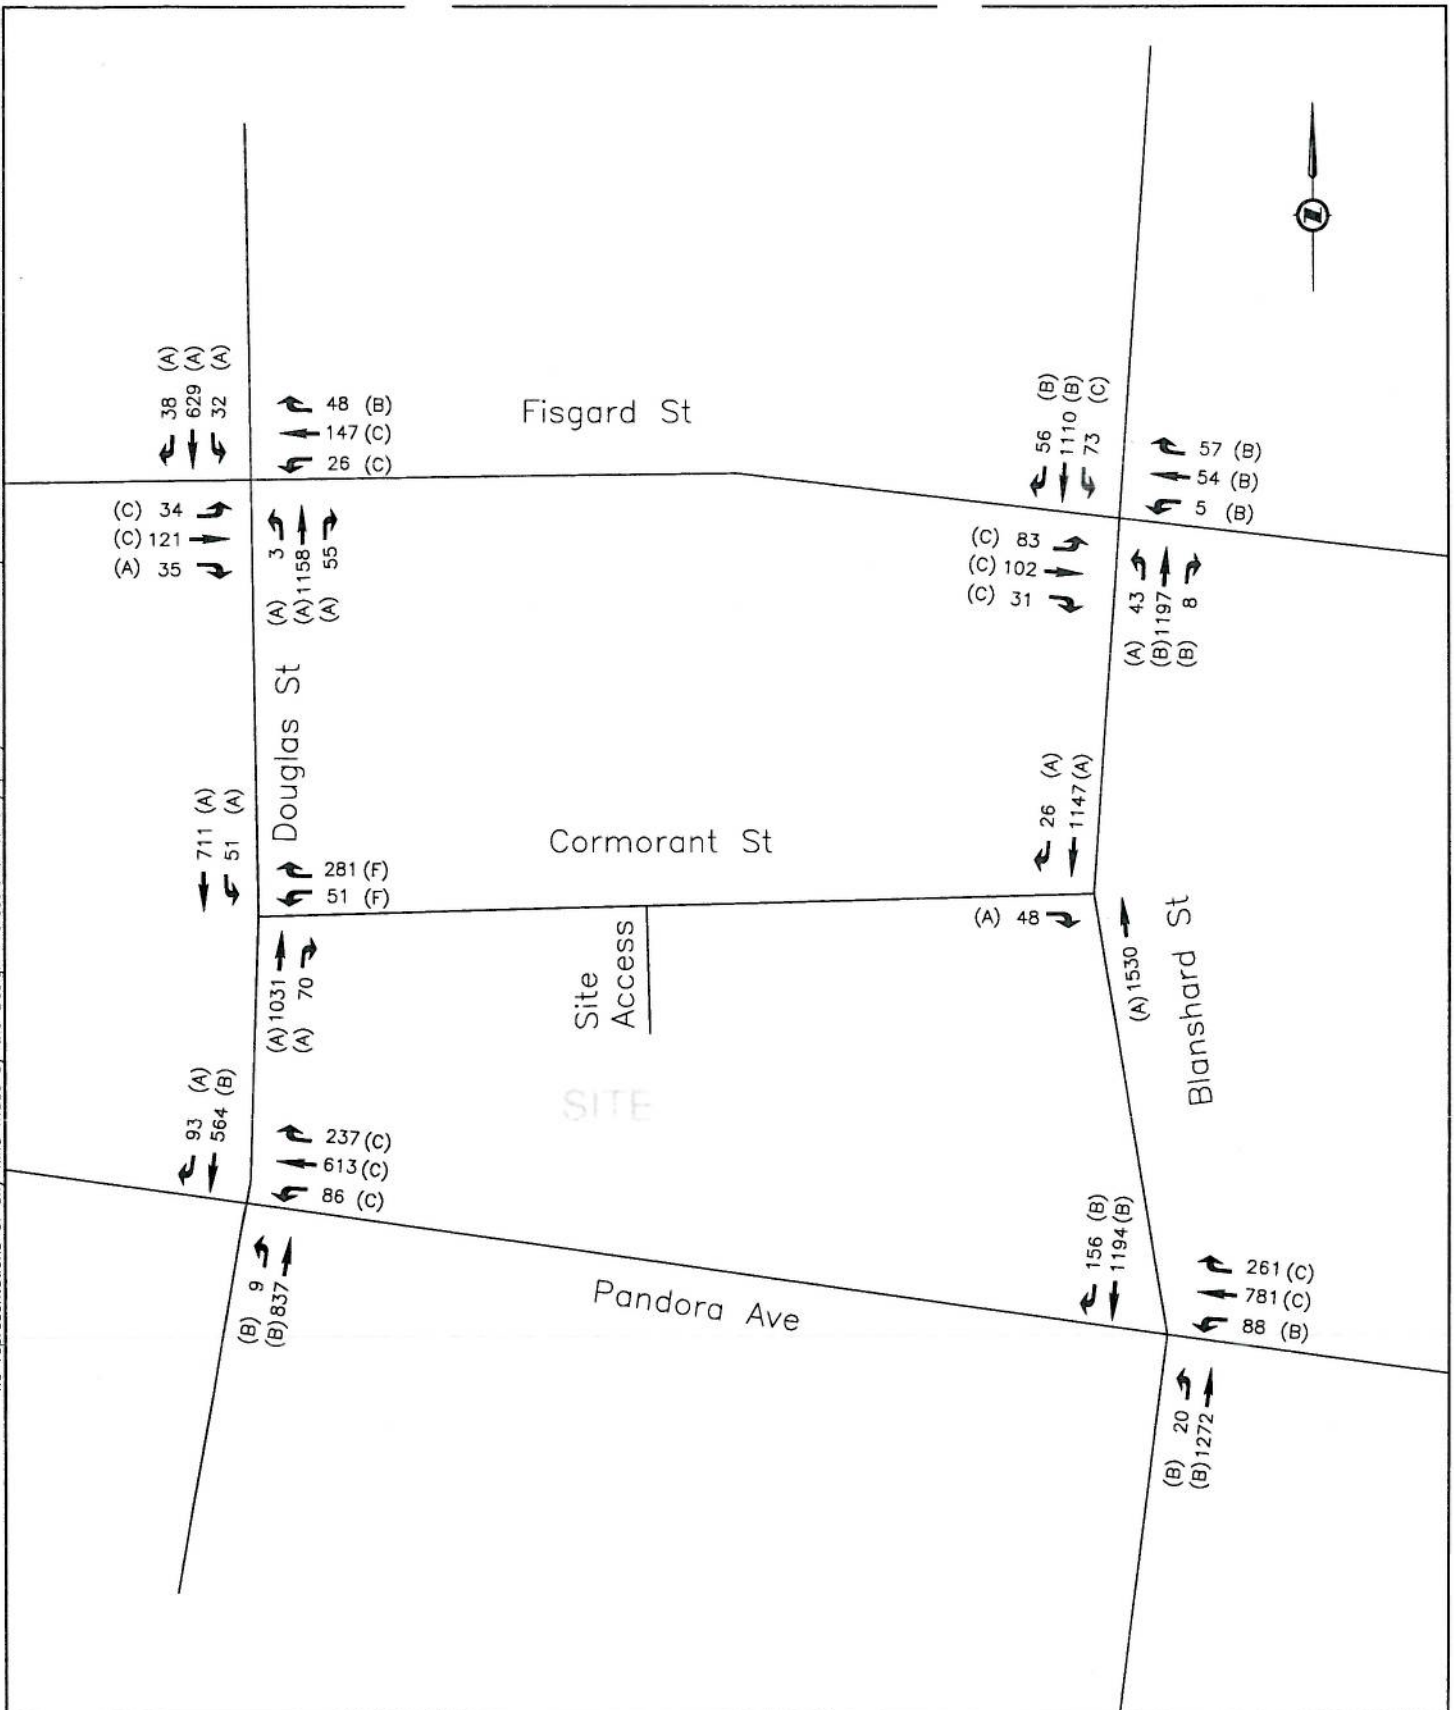 38 (A)
629 (A)
32 (A)
48 (B)
147 (C)
26 (C)
Fisgard St
56 (B)
1110 (B)
73 (C)
57 (B)
54 (B)
5 (B)
(C) 34
(C) 121
(A) 35
(A) 3
(A) 1158
(A) 55
(C) 83
(C) 102
(C) 31
(A) 43
(B) 1197
(B) 8
Douglas St
711 (A)
51 (A)
281 (F)
51 (F)
Cormorant St
26 (A)
1147 (A)
(A) 48
(A) 1031
(A) 70
Site
Access
(A) 1530
Blanshard St
SITE
93 (A)
564 (B)
237 (C)
613 (C)
86 (C)
(B) 9
(B) 837
Pandora Ave
156 (B)
1194 (B)
261 (C)
781 (C)
88 (B)
(B) 20
(B) 1272
N